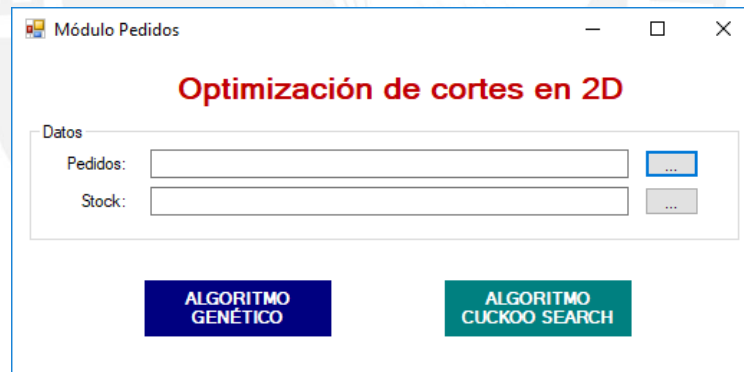 Módulo Pedidos
Optimización de cortes en 2D
Datos
Pedidos:
...
Stock:
...
ALGORITMO
GENÉTICO
ALGORITMO
CUCKOO SEARCH